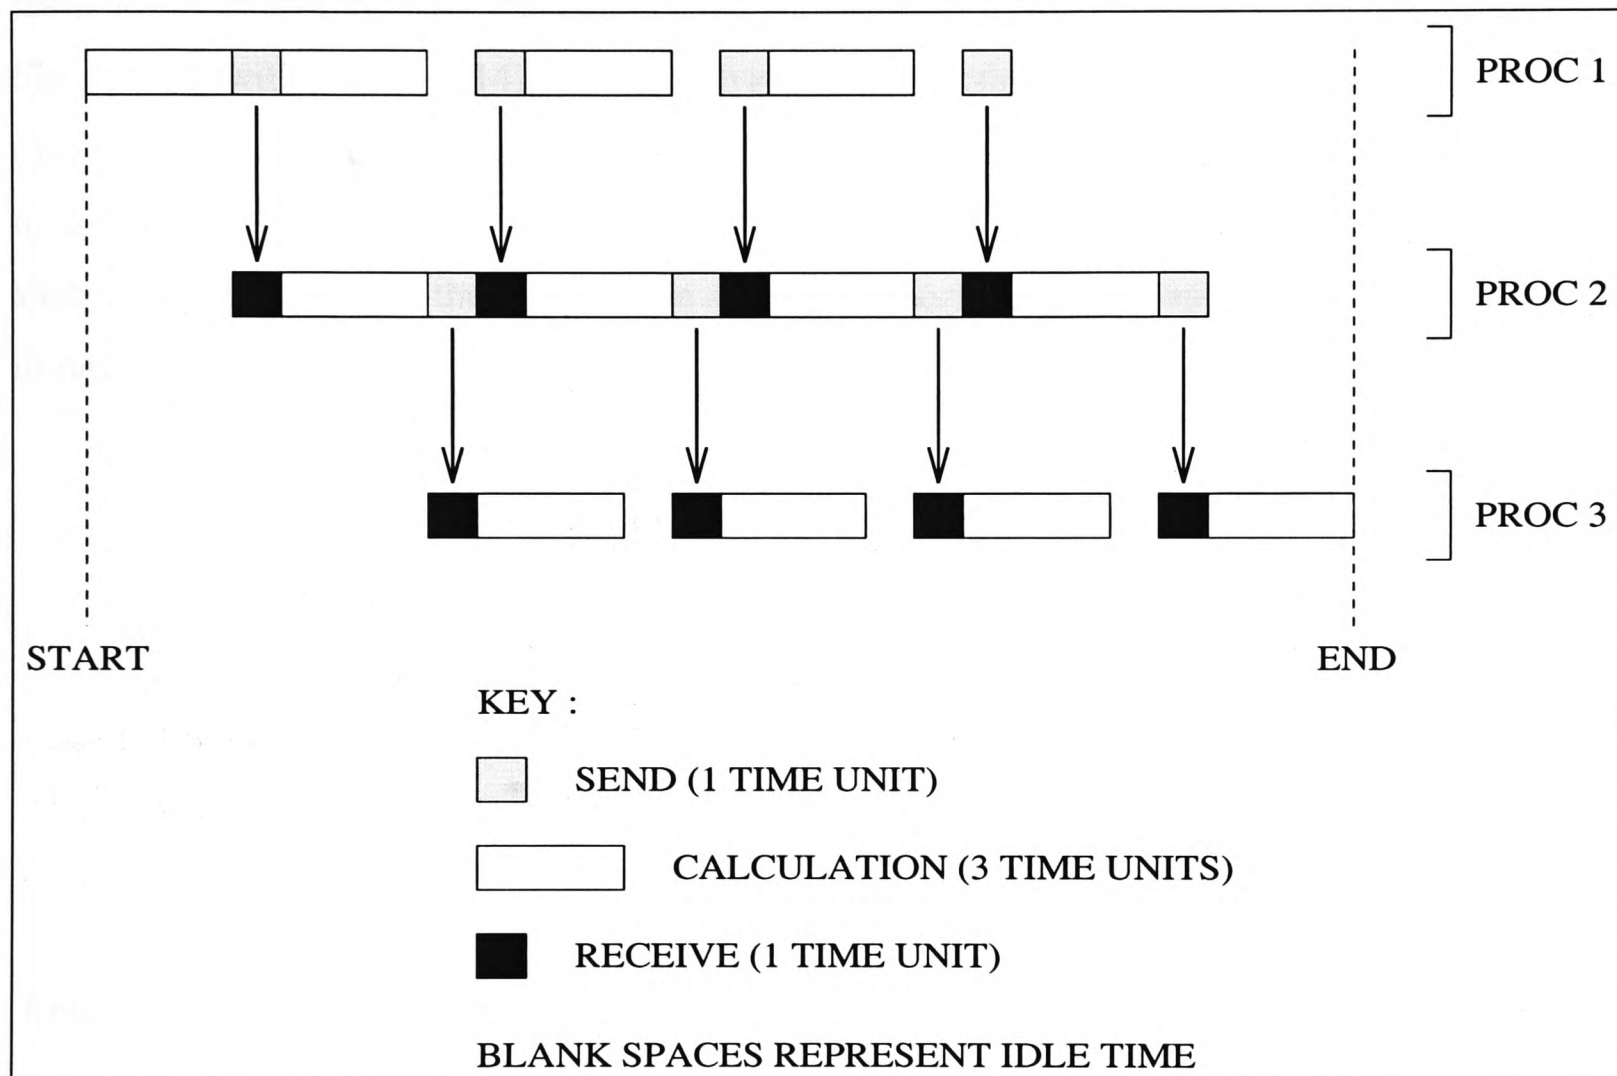 PROC 1
PROC 2
PROC 3
START
END
KEY :
SEND (1 TIME UNIT)
CALCULATION (3 TIME UNITS)
RECEIVE (1 TIME UNIT)
BLANK SPACES REPRESENT IDLE TIME